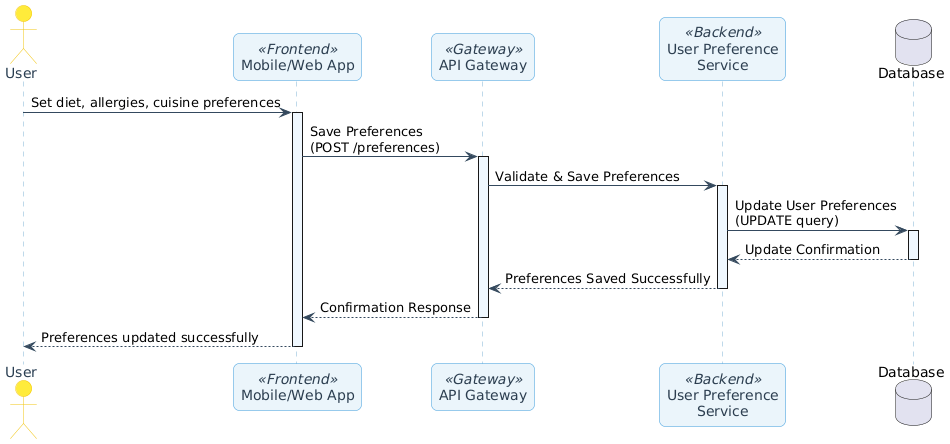 «Backend»
«Frontend»
«Gateway»
User Preference
Mobile/Web App
API Gateway
Service
User
Database
Set diet, allergies, cuisine preferences
Save Preferences
(POST /preferences)
Validate & Save Preferences
Update User Preferences
(UPDATE query)
Update Confirmation
Preferences Saved Successfully
Confirmation Response
Preferences updated successfully
User
Database
«Frontend»
«Gateway»
«Backend»
Mobile/Web App
API Gateway
User Preference
Service